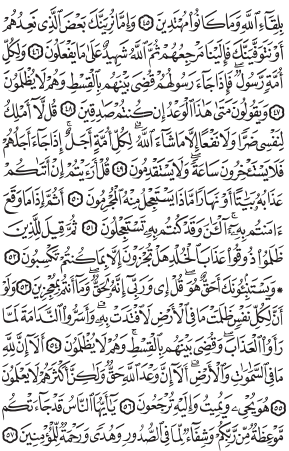 بِلِقَآءِ ٱللَّهِ وَمَا كَانُوا۟ مُهْتَدِينَ ۝٤٥ وَإِمَّا نُرِيَنَّكَ بَعْضَ ٱلَّذِى نَعِدُهُمْ
أَوْ نَتَوَفَّيَنَّكَ فَإِلَيْنَا مَرْجِعُهُمْ ثُمَّ ٱللَّهُ شَهِيدٌ عَلَىٰ مَا يَفْعَلُونَ ۝٤٦ وَلِكُلِّ
أُمَّةٍ رَّسُولٌ ۖ فَإِذَا جَآءَ رَسُولُهُمْ قُضِىَ بَيْنَهُم بِٱلْقِسْطِ وَهُمْ لَا يُظْلَمُونَ
۝٤٧ وَيَقُولُونَ مَتَىٰ هَٰذَا ٱلْوَعْدُ إِن كُنتُمْ صَٰدِقِينَ ۝٤٨ قُل لَّآ أَمْلِكُ
لِنَفْسِى ضَرًّا وَلَا نَفْعًا إِلَّا مَا شَآءَ ٱللَّهُ ۗ لِكُلِّ أُمَّةٍ أَجَلٌ ۚ إِذَا جَآءَ أَجَلُهُمْ
فَلَا يَسْتَـْٔخِرُونَ سَاعَةً ۖ وَلَا يَسْتَقْدِمُونَ ۝٤٩ قُلْ أَرَءَيْتُمْ إِنْ أَتَىٰكُمْ
عَذَابُهُۥ بَيَٰتًا أَوْ نَهَارًا مَّاذَا يَسْتَعْجِلُ مِنْهُ ٱلْمُجْرِمُونَ ۝٥٠ أَثُمَّ إِذَا مَا وَقَعَ
ءَامَنتُم بِهِۦٓ ۚ ءَآلْـَٰٔنَ وَقَدْ كُنتُم بِهِۦ تَسْتَعْجِلُونَ ۝٥١ ثُمَّ قِيلَ لِلَّذِينَ
ظَلَمُوا۟ ذُوقُوا۟ عَذَابَ ٱلْخُلْدِ هَلْ تُجْزَوْنَ إِلَّا بِمَا كُنتُمْ تَكْسِبُونَ ۝٥٢
۞ وَيَسْتَنۢبِـُٔونَكَ أَحَقٌّ هُوَ ۖ قُلْ إِى وَرَبِّىٓ إِنَّهُۥ لَحَقٌّ ۖ وَمَآ أَنتُم بِمُعْجِزِينَ ۝٥٣ وَلَوْ
أَنَّ لِكُلِّ نَفْسٍ ظَلَمَتْ مَا فِى ٱلْأَرْضِ لَٱفْتَدَتْ بِهِۦ ۗ وَأَسَرُّوا۟ ٱلنَّدَامَةَ لَمَّا
رَأَوُا۟ ٱلْعَذَابَ ۖ وَقُضِىَ بَيْنَهُم بِٱلْقِسْطِ ۚ وَهُمْ لَا يُظْلَمُونَ ۝٥٤ أَلَآ إِنَّ لِلَّهِ
مَا فِى ٱلسَّمَٰوَٰتِ وَٱلْأَرْضِ ۗ أَلَآ إِنَّ وَعْدَ ٱللَّهِ حَقٌّ وَلَٰكِنَّ أَكْثَرَهُمْ لَا يَعْلَمُونَ
۝٥٥ هُوَ يُحْىِۦ وَيُمِيتُ وَإِلَيْهِ تُرْجَعُونَ ۝٥٦ يَٰٓأَيُّهَا ٱلنَّاسُ قَدْ جَآءَتْكُم
مَّوْعِظَةٌ مِّن رَّبِّكُمْ وَشِفَآءٌ لِّمَا فِى ٱلصُّدُورِ وَهُدًى وَرَحْمَةٌ لِّلْمُؤْمِنِينَ ۝٥٧